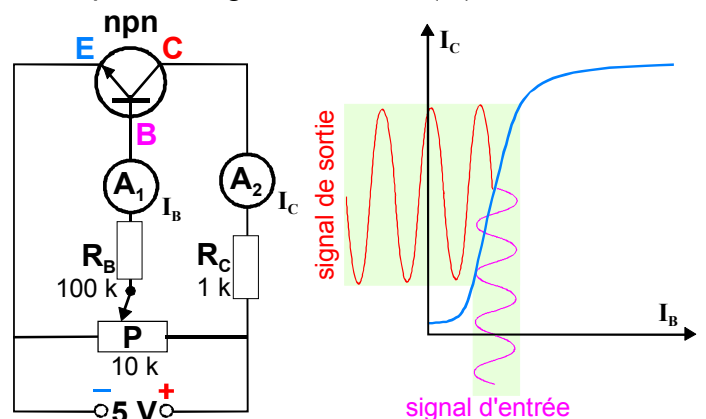 npn
E
C
B
A1
A2
IB
IC
RB
100 k
RC
1 k
P
10 k
– 5 V +
IC
signal de sortie
IB
signal d'entrée